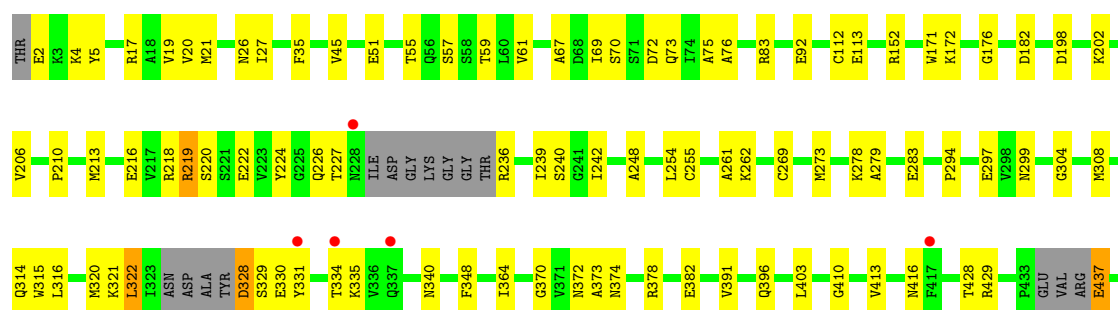 THR E2 K3 K4 Y5 R17 A18 V19 V20 M21 N26 I27 F35 V45 E51 T55 Q56 S57 S58 T59 L60 V61 A67 D68 I69 S70 S71 D72 Q73 I74 A75 A76 R83 E92 C112 E113 R152 W171 K172 G176 D182 D198 K202
V206 P210 M213 E216 V217 R218 R219 S220 S221 E222 V223 Y224 G225 Q226 T227 N228 ILE ASP GLY LYS GLY GLY THR R236 I239 S240 G241 I242 A248 L254 C255 A261 K262 C269 M273 K278 A279 E283 P294 E297 V298 N299 G304 M308
Q314 W315 L316 M320 K321 L322 I323 ASN ASP ALA TYR D328 S329 E330 Y331 T334 K335 V336 Q337 N340 F348 I364 G370 V371 N372 A373 N374 R378 E382 V391 Q396 L403 G410 V413 N416 F417 T428 R429 P433 GLU VAL ARG E437